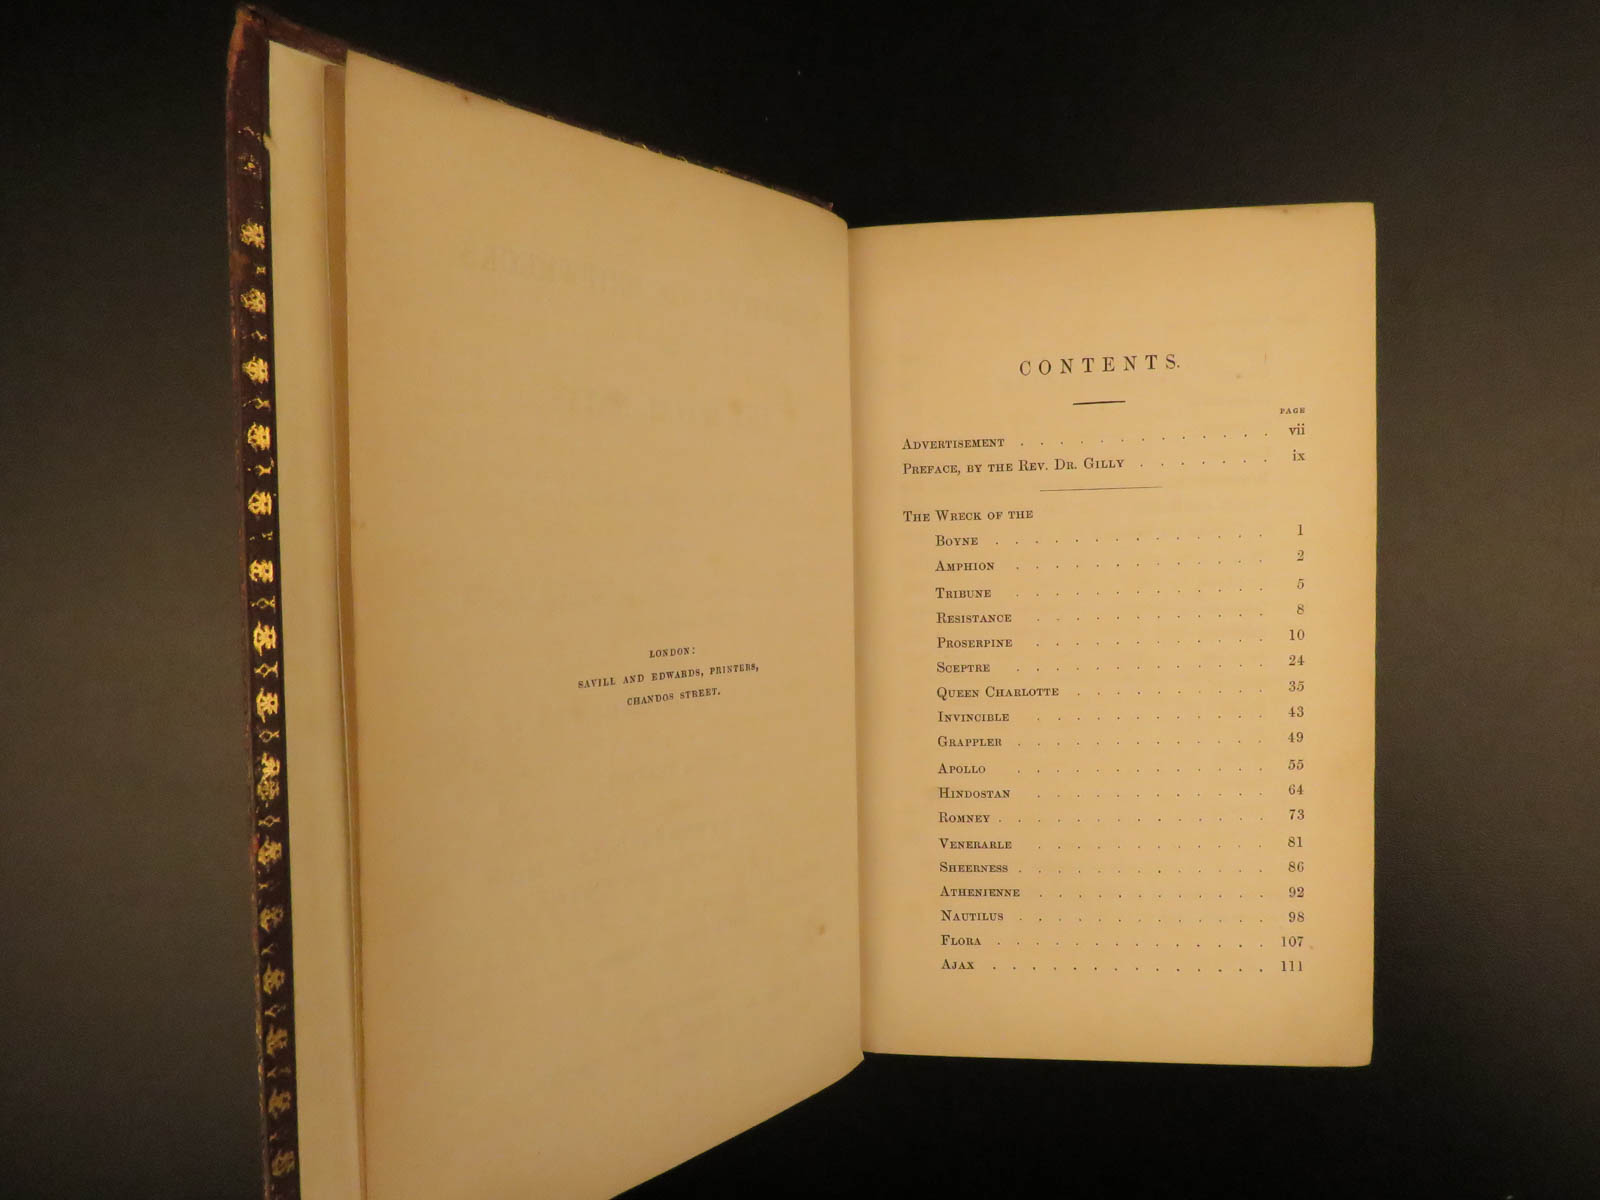 LONDON:
SAVILL AND EDWARDS, PRINTERS,
CHANDOS STREET.
CONTENTS.
PAGE
ADVERTISEMENT . . . . . . . . . . . . . vii
PREFACE, BY THE REV. DR. GILLY . . . . . . . ix
THE WRECK OF THE
BOYNE . . . . . . . . . . . . . . 1
AMPHION . . . . . . . . . . . . . 2
TRIBUNE . . . . . . . . . . . . . 5
RESISTANCE . . . . . . . . . . . . 8
PROSERPINE . . . . . . . . . . . . 10
SCEPTRE . . . . . . . . . . . . . 24
QUEEN CHARLOTTE . . . . . . . . . . 35
INVINCIBLE . . . . . . . . . . . . 43
GRAPPLER . . . . . . . . . . . . . 49
APOLLO . . . . . . . . . . . . . 55
HINDOSTAN . . . . . . . . . . . . 64
ROMNEY . . . . . . . . . . . . . . 73
VENERABLE . . . . . . . . . . . . 81
SHEERNESS . . . . . . . . . . . . . 86
ATHENIENNE . . . . . . . . . . . . 92
NAUTILUS . . . . . . . . . . . . . 98
FLORA . . . . . . . . . . . . . . 107
AJAX . . . . . . . . . . . . . . 111